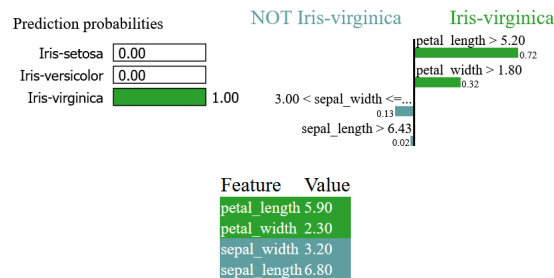 Prediction probabilities
Iris-setosa 0.00
Iris-versicolor 0.00
Iris-virginica 1.00
NOT Iris-virginica Iris-virginica
petal_length > 5.20
0.72
petal_width > 1.80
0.32
3.00 < sepal_width <=...
0.13
sepal_length > 6.43
0.02
Feature Value
petal_length 5.90
petal_width 2.30
sepal_width 3.20
sepal_length 6.80